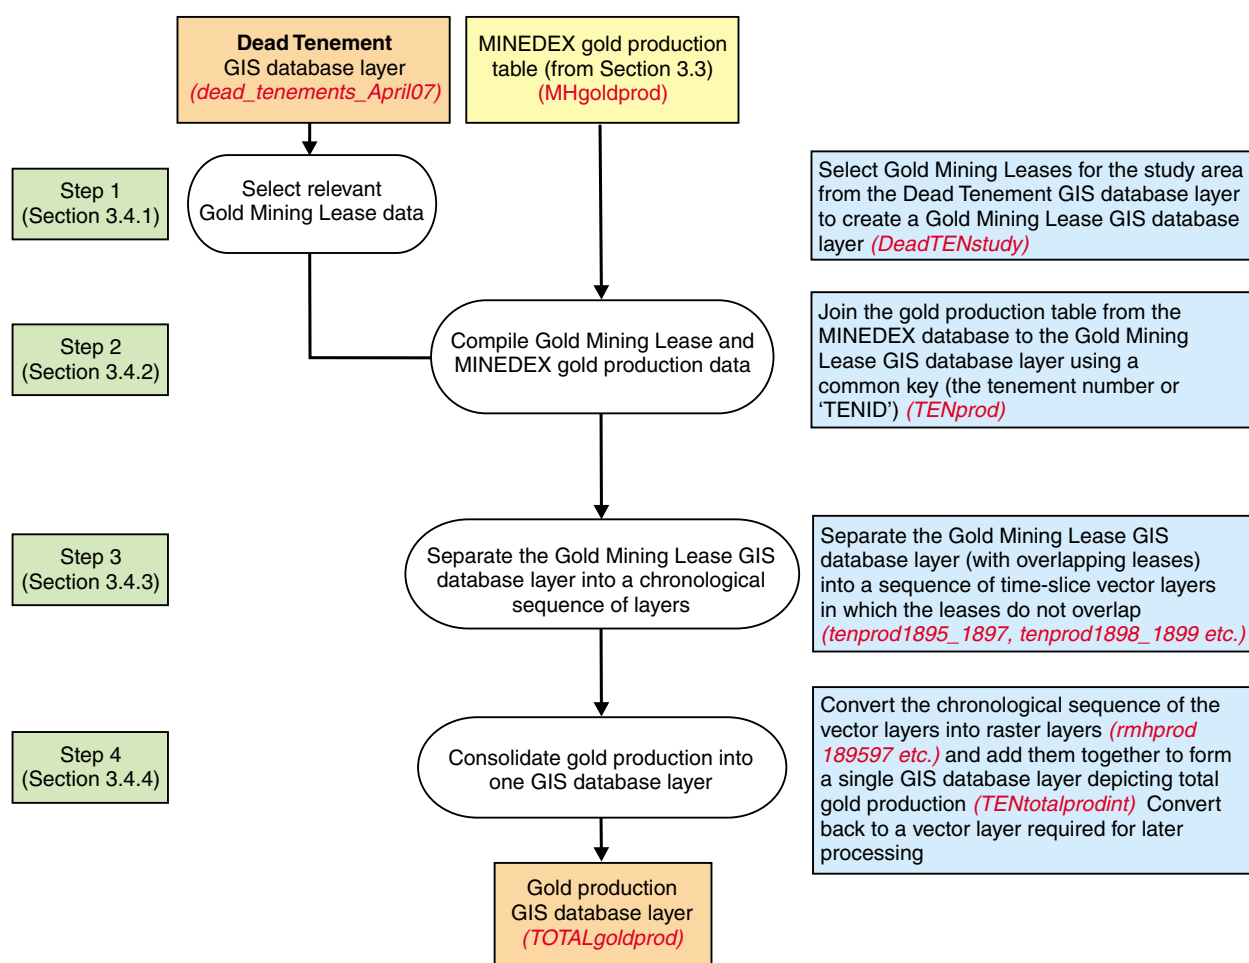 Dead Tenement
GIS database layer
(dead_tenements_April07)
MINEDEX gold production
table (from Section 3.3)
(MHgoldprod)
Step 1
(Section 3.4.1)
Select relevant
Gold Mining Lease data
Select Gold Mining Leases for the study area
from the Dead Tenement GIS database layer
to create a Gold Mining Lease GIS database
layer (DeadTENstudy)
Step 2
(Section 3.4.2)
Compile Gold Mining Lease and
MINEDEX gold production data
Join the gold production table from the
MINEDEX database to the Gold Mining
Lease GIS database layer using a
common key (the tenement number or
‘TENID’) (TENprod)
Step 3
(Section 3.4.3)
Separate the Gold Mining Lease GIS
database layer into a chronological
sequence of layers
Separate the Gold Mining Lease GIS
database layer (with overlapping leases)
into a sequence of time-slice vector layers
in which the leases do not overlap
(tenprod1895_1897, tenprod1898_1899 etc.)
Step 4
(Section 3.4.4)
Consolidate gold production into
one GIS database layer
Convert the chronological sequence of the
vector layers into raster layers (rmhprod
189597 etc.) and add them together to form
a single GIS database layer depicting total
gold production (TENtotalprodint) Convert
back to a vector layer required for later
processing
Gold production
GIS database layer
(TOTALgoldprod)